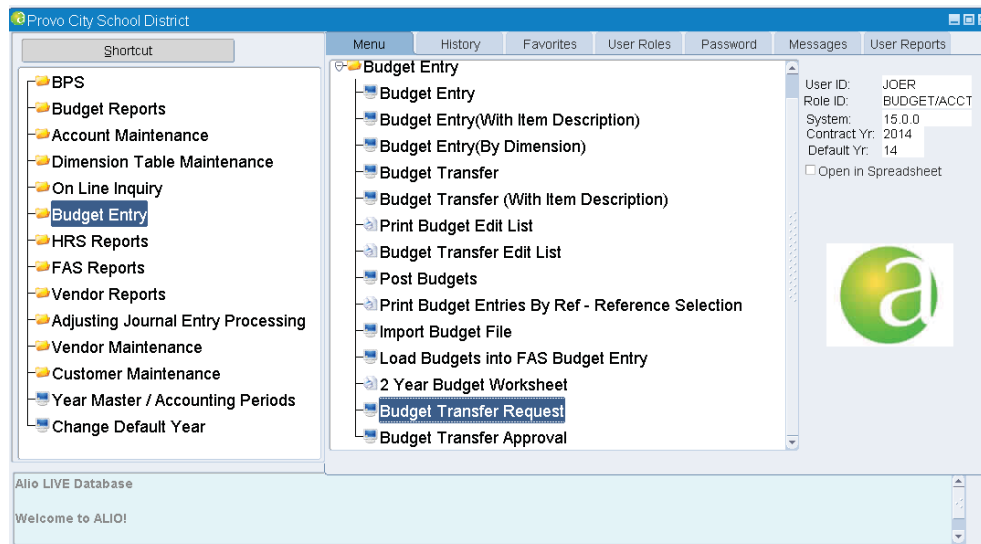 Provo City School District
Shortcut
BPS
Budget Reports
Account Maintenance
Dimension Table Maintenance
On Line Inquiry
Budget Entry
HRS Reports
FAS Reports
Vendor Reports
Adjusting Journal Entry Processing
Vendor Maintenance
Customer Maintenance
Year Master / Accounting Periods
Change Default Year
Menu History Favorites User Roles Password Messages User Reports
Budget Entry
Budget Entry
Budget Entry(With Item Description)
Budget Entry(By Dimension)
Budget Transfer
Budget Transfer (With Item Description)
Print Budget Edit List
Budget Transfer Edit List
Post Budgets
Print Budget Entries By Ref - Reference Selection
Import Budget File
Load Budgets into FAS Budget Entry
2 Year Budget Worksheet
Budget Transfer Request
Budget Transfer Approval
User ID: JOER
Role ID: BUDGET/ACCT
System: 15.0.0
Contract Yr: 2014
Default Yr: 14
Open in Spreadsheet
a
Alio LIVE Database
Welcome to ALIO!